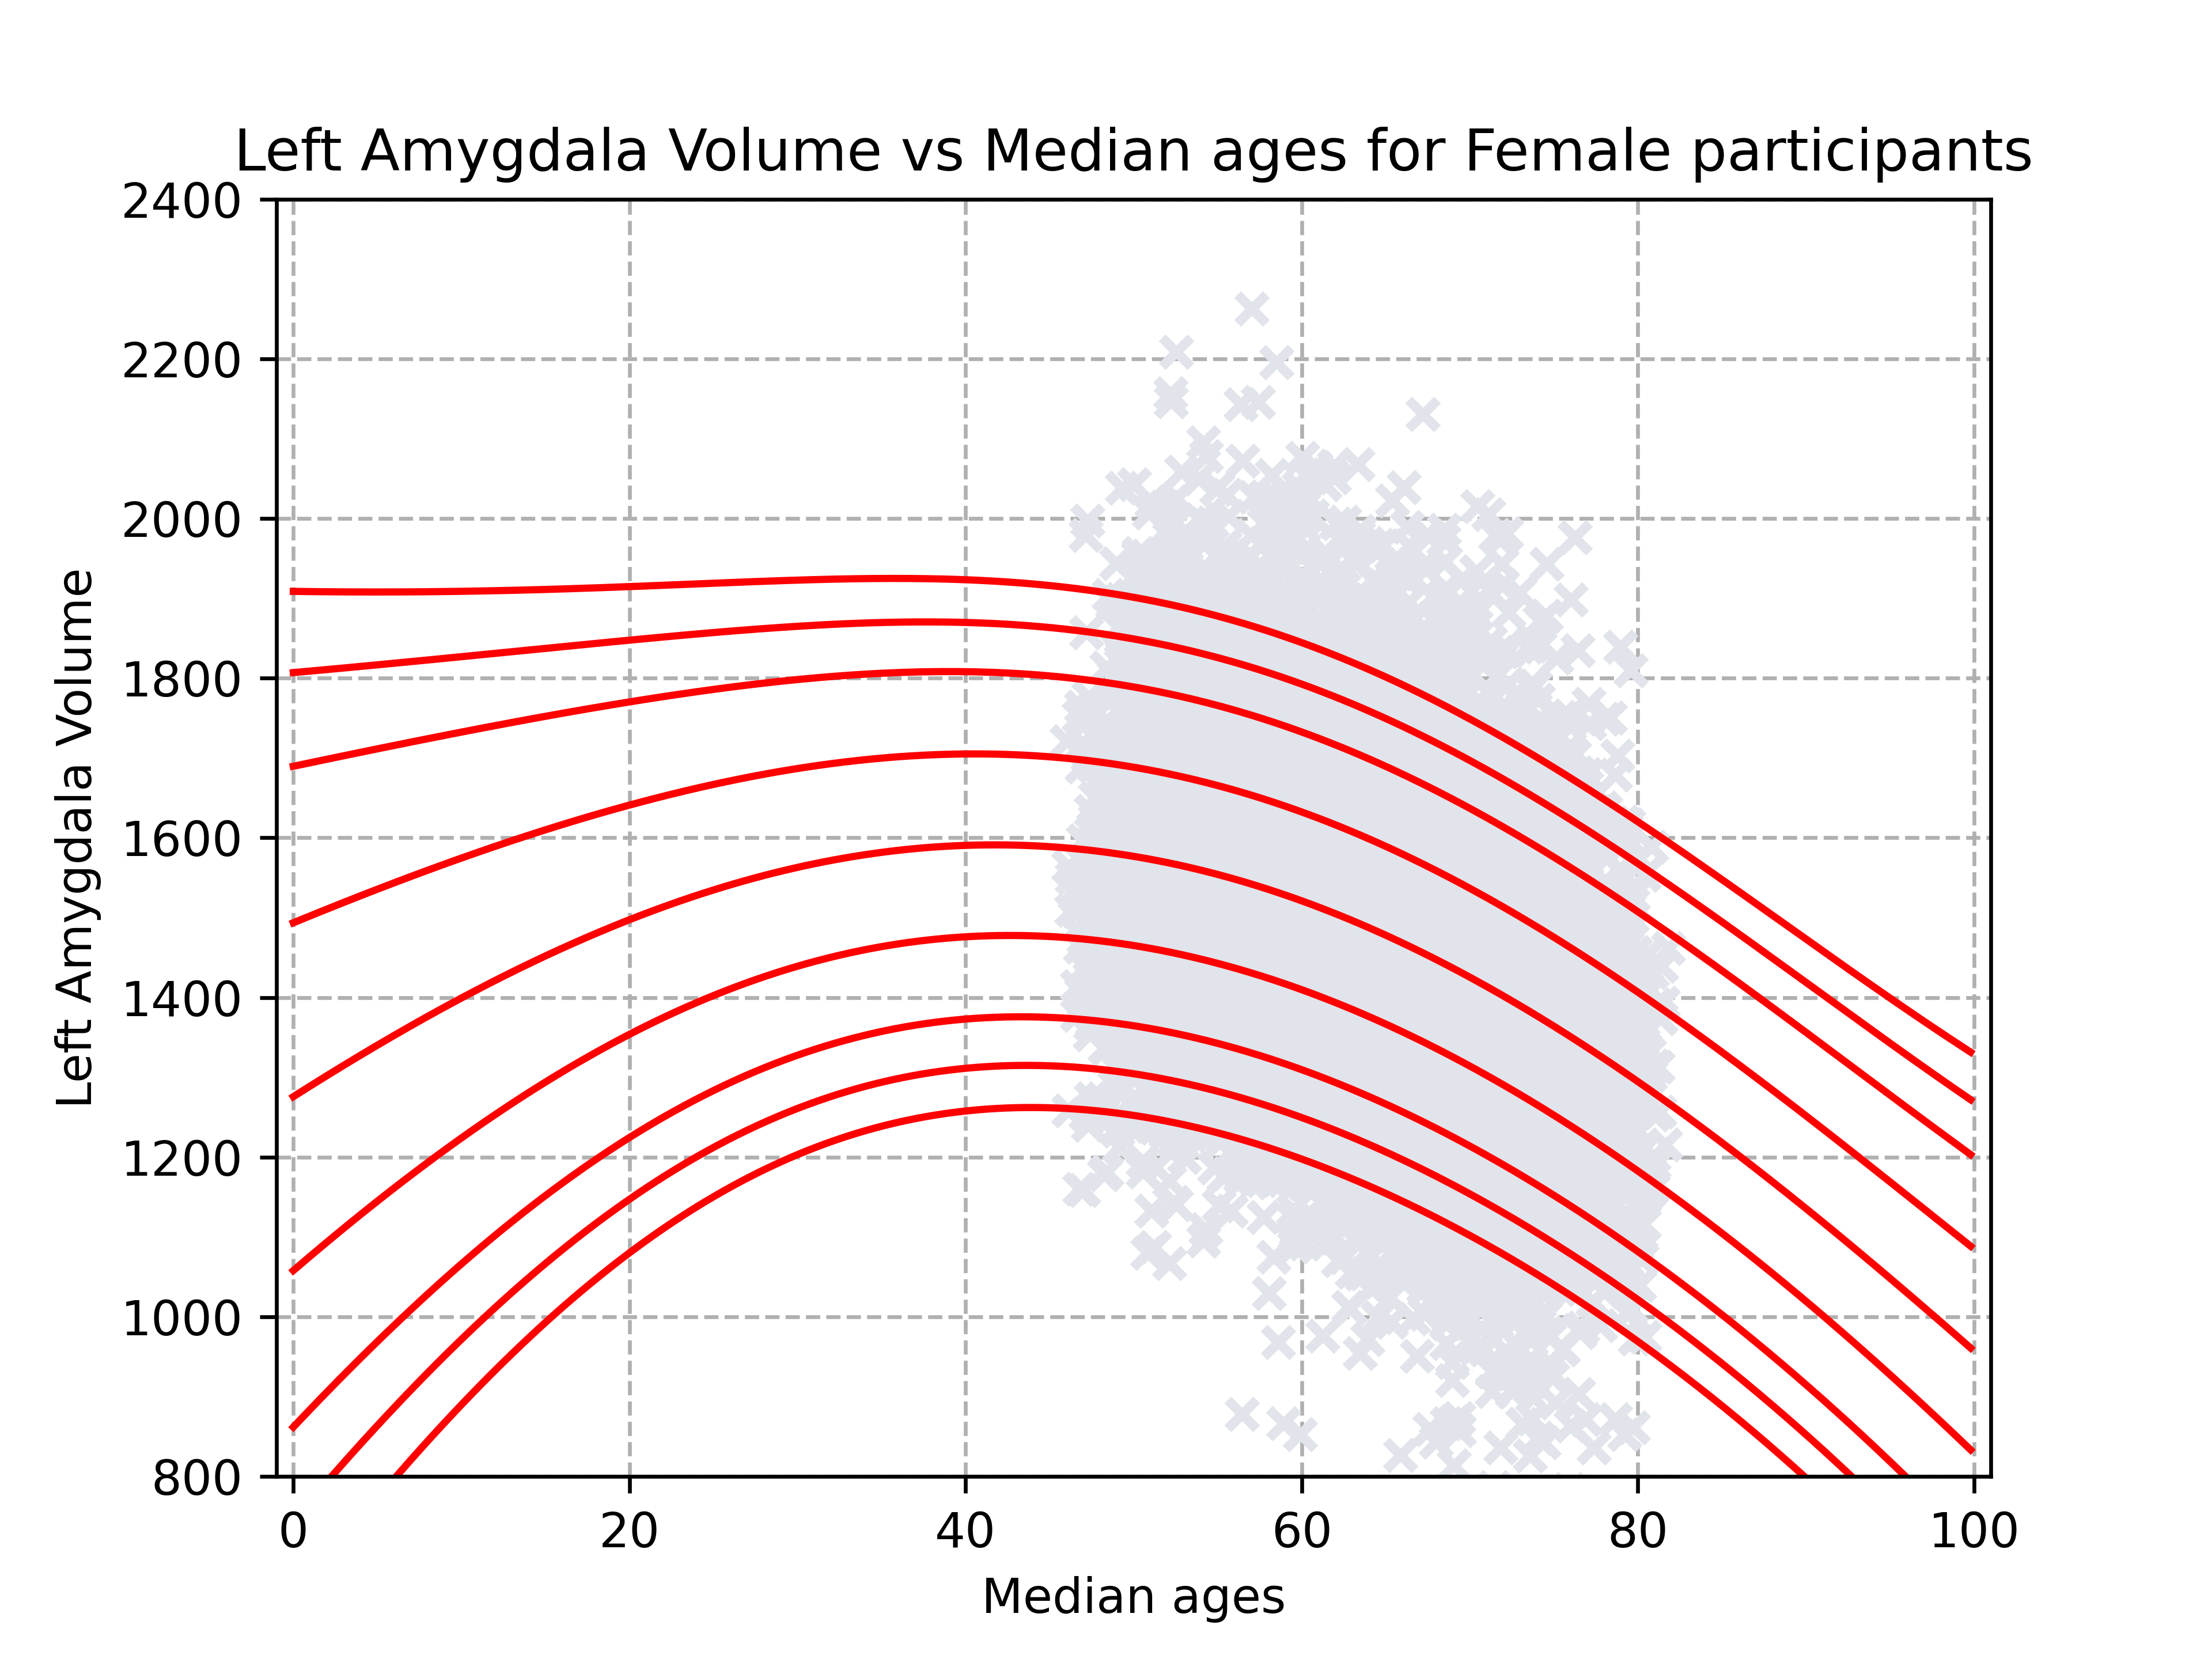 Left Amygdala Volume vs Median ages for Female participants
2400
2200
2000
1800
1600
1400
1200
1000
800
Left Amygdala Volume
0 20 40 60 80 100
Median ages